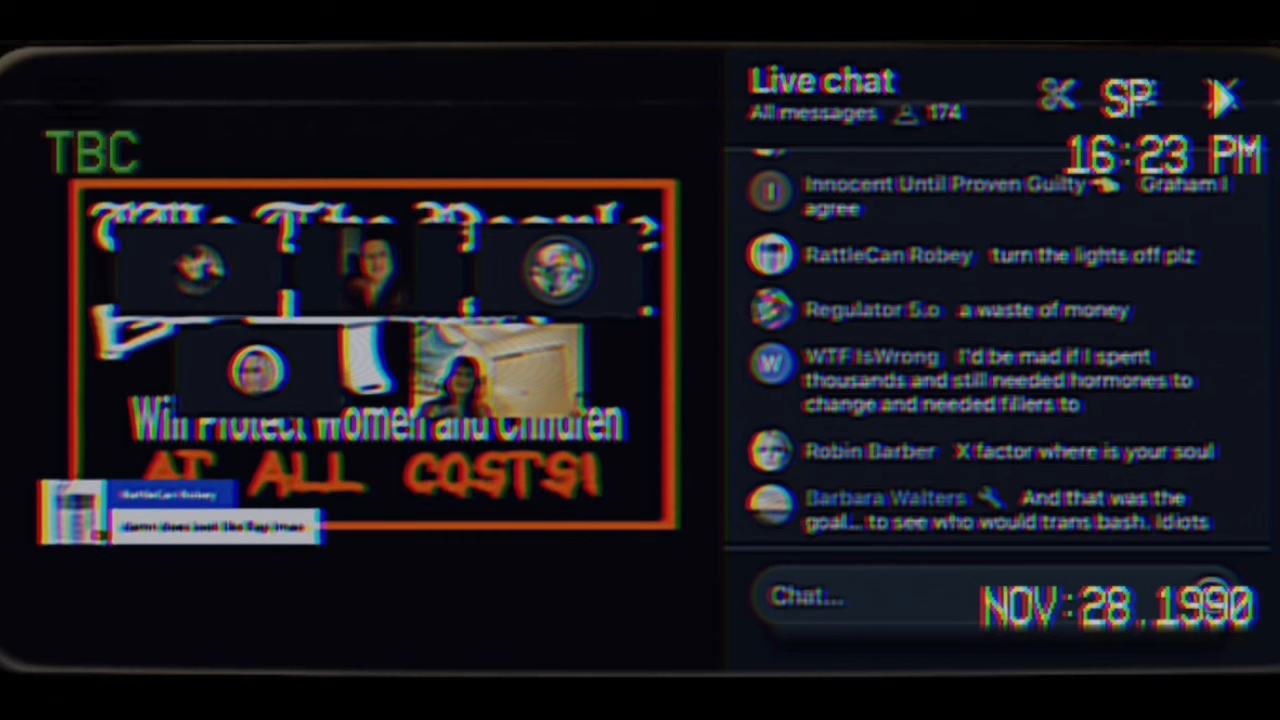 TBC
Will Protect Women and Children
AT ALL COSTS!
RattleCan Robey
Live chat
All messages 174
SP
16:23 PM
Innocent Until Proven Guilty Graham I
agree
RattleCan Robey turn the lights off plz
Regulator 5.0 a waste of money
W
WTF IsWrong I'd be mad if I spent
thousands and still needed hormones to
change and needed fillers to
Robin Barber X factor where is your soul
Barbara Walters And that was the
goal... to see who would trans bash. Idiots
Chat...
NOV:28.1990